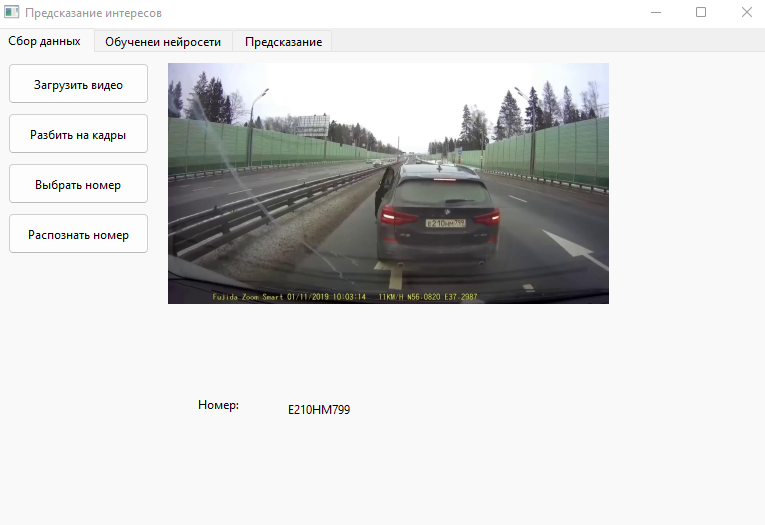 Предсказание интересов
Сбор данных
Обученеи нейросети
Предсказание
Загрузить видео
Разбить на кадры
Выбрать номер
Распознать номер
Е210НМ799
Fujida Zoom Smart 01/11/2019 10:03:14 11KM/H N56.0820 E37.2987
Номер:
E210HM799